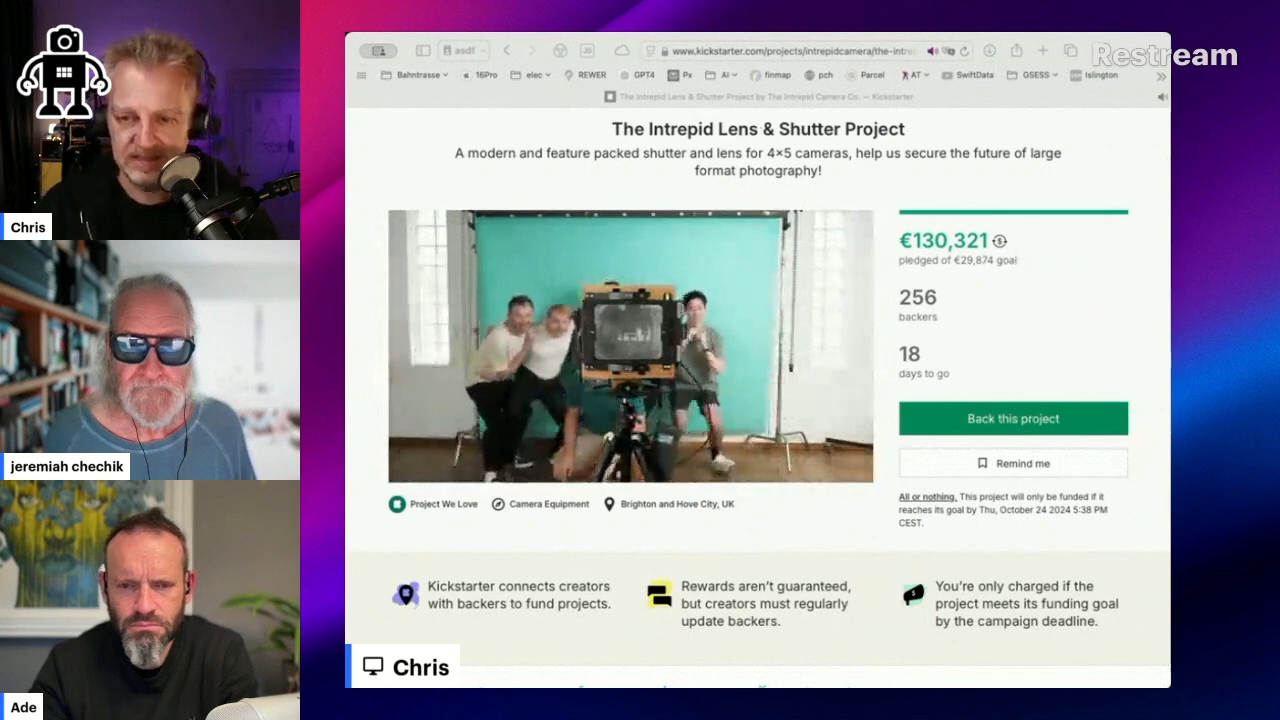 Restream
asdf
www.kickstarter.com/projects/intrepidcamera/the-intre
Bahntrasse
16Pro
elec
REWER
GPT4
Px
AI
finmap
pch
Parcel
AT
SwiftData
GSESS
Islington
The Intrepid Lens & Shutter Project by The Intrepid Camera Co. — Kickstarter
The Intrepid Lens & Shutter Project
A modern and feature packed shutter and lens for 4×5 cameras, help us secure the future of large
format photography!
€130,321
pledged of €29,874 goal
256
backers
18
days to go
Back this project
Remind me
All or nothing. This project will only be funded if it
reaches its goal by Thu, October 24 2024 5:38 PM
CEST.
Project We Love
Camera Equipment
Brighton and Hove City, UK
Kickstarter connects creators
with backers to fund projects.
Rewards aren't guaranteed,
but creators must regularly
update backers.
You're only charged if the
project meets its funding goal
by the campaign deadline.
Chris
Chris
jeremiah chechik
Ade